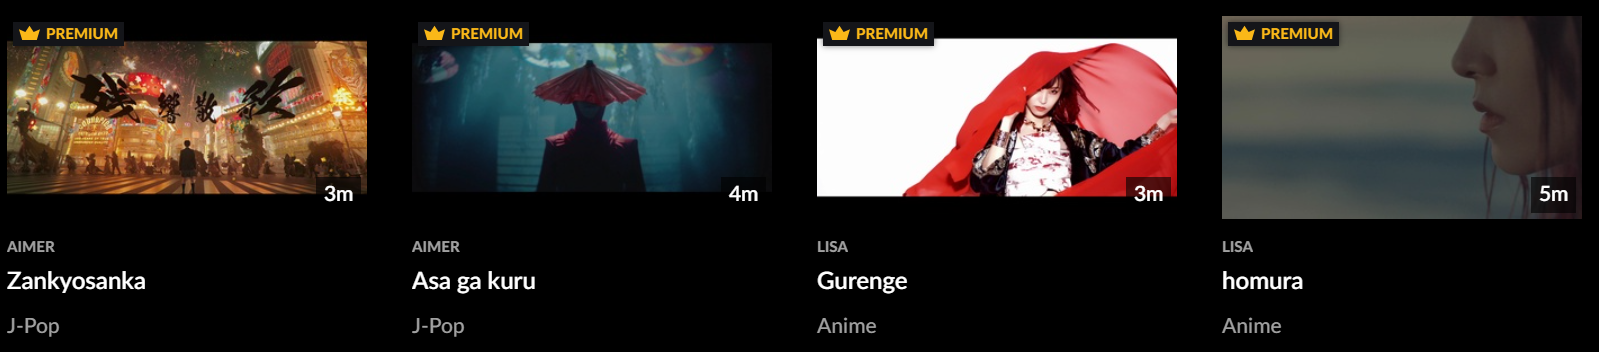 PREMIUM
残響散歌
3m
AIMER
Zankyosanka
J-Pop
PREMIUM
4m
AIMER
Asa ga kuru
J-Pop
PREMIUM
3m
LISA
Gurenge
Anime
PREMIUM
5m
LISA
homura
Anime